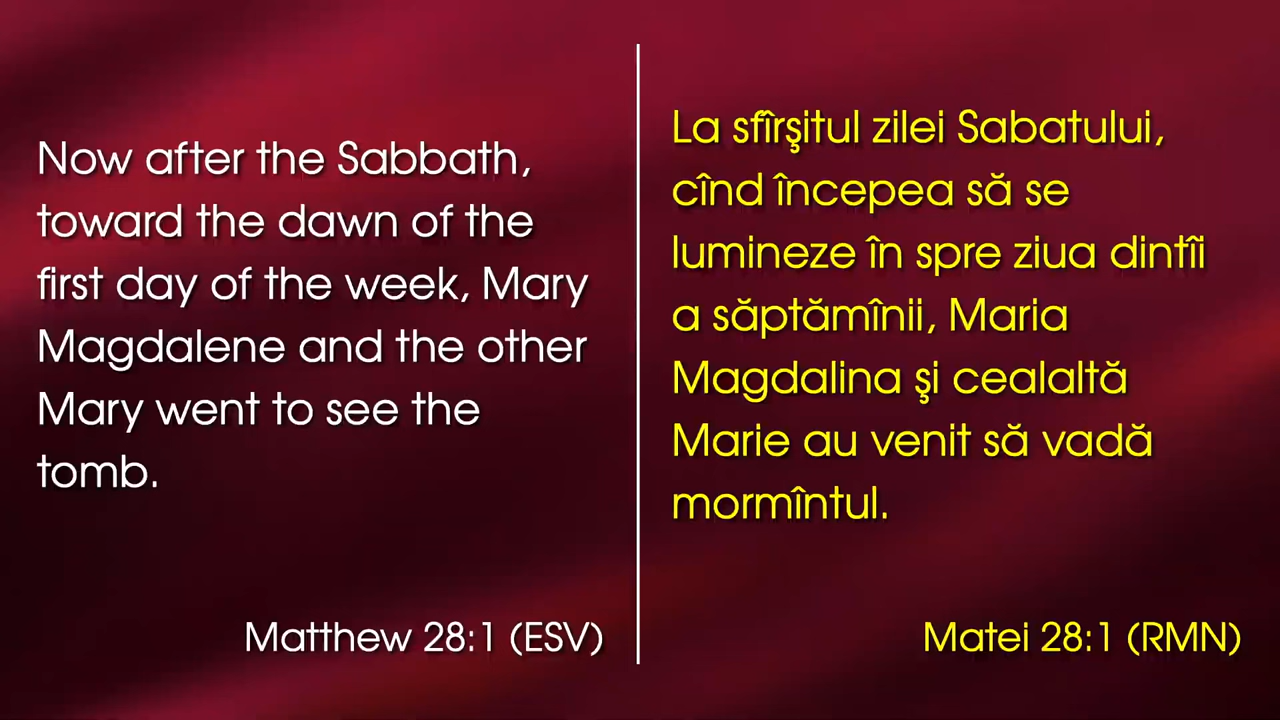 Now after the Sabbath,
toward the dawn of the
first day of the week, Mary
Magdalene and the other
Mary went to see the
tomb.
Matthew 28:1 (ESV)
La sfîrşitul zilei Sabatului,
cînd începea să se
lumineze în spre ziua dintîi
a săptămînii, Maria
Magdalina şi cealaltă
Marie au venit să vadă
mormîntul.
Matei 28:1 (RMN)